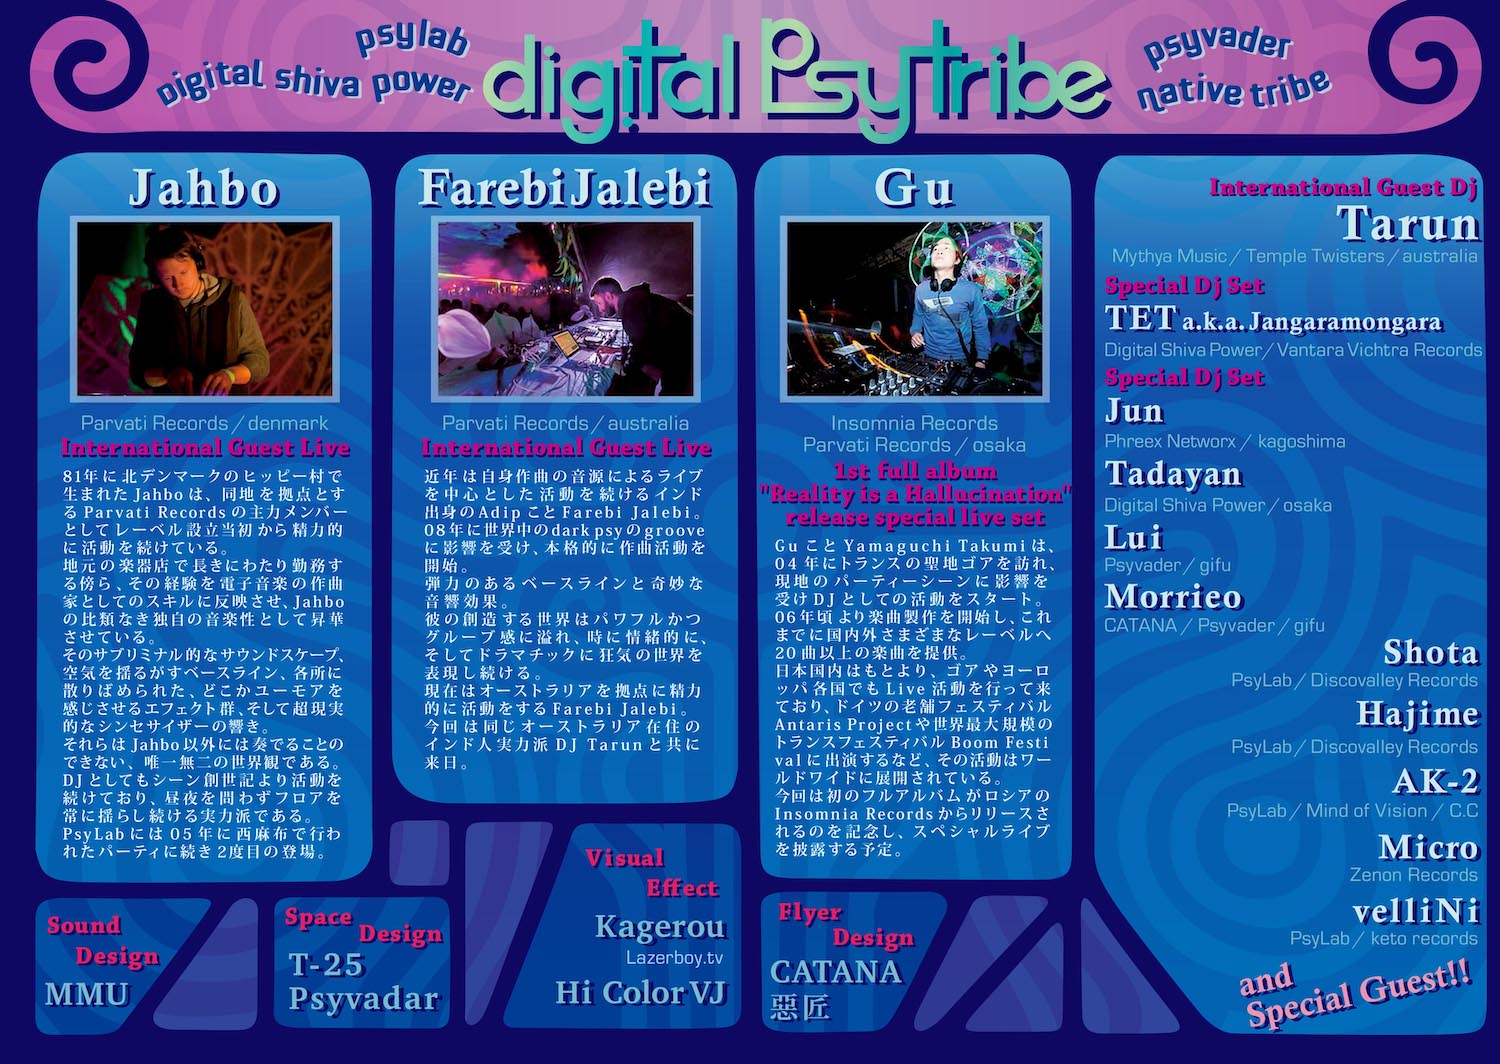 psylab
Digital shiva power
digital Psytribe
psyvader
native tribe
Jahbo
Parvati Records / denmark
International Guest Live
81年に北デンマークのヒッピー村で
生まれたJahboは、同地を拠点とす
るParvati Recordsの主力メンバー
としてレーベル設立当初から精力的
に活動を続けている。
地元の楽器店で長きにわたり勤務す
る傍ら、その経験を電子音楽の作曲
家としてのスキルに反映させ、Jahbo
の比類なき独自の音楽性として昇華
させている。
そのサブリミナル的なサウンドスケープ、
空気を揺るがすベースライン、各所に
散りばめられた、どこかユーモアを
感じさせるエフェクト群、そして超現実
的なシンセサイザーの響き。
それらはJahbo以外には奏でることの
できない、唯一無二の世界観である。
DJとしてもシーン創世記より活動を
続けており、昼夜を問わずフロアを
常に揺らし続ける実力派である。
PsyLabには05年に西麻布で行わ
れたパーティに続き2度目の登場。
FarebiJalebi
Parvati Records / australia
International Guest Live
近年は自身作曲の音源によるライブ
を中心とした活動を続けるインド
出身のAdipことFarebi Jalebi。
08年に世界中のdark psyのgroove
に影響を受け、本格的に作曲活動を
開始。
弾力のあるベースラインと奇妙な
音響効果。
彼の創造する世界はパワフルかつ
グルーブ感に溢れ、時に情緒的に、
そしてドラマチックに狂気の世界を
表現し続ける。
現在はオーストラリアを拠点に精力
的に活動をするFarebi Jalebi。
今回は同じオーストラリア在住の
インド人実力派DJ Tarunと共に
来日。
Gu
Insomnia Records
Parvati Records / osaka
1st full album
"Reality is a Hallucination"
release special live set
GuことYamaguchi Takumiは、
04年にトランスの聖地ゴアを訪れ、
現地のパーティーシーンに影響を
受けDJとしての活動をスタート。
06年頃より楽曲製作を開始し、これ
までに国内外さまざまなレーベルへ
20曲以上の楽曲を提供。
日本国内はもとより、ゴアやヨーロ
ッパ各国でもLive活動を行って来
ており、ドイツの老舗フェスティバル
Antaris Projectや世界最大規模の
トランスフェスティバルBoom Festi
valに出演するなど、その活動はワー
ルドワイドに展開されている。
今回は初のフルアルバムがロシアの
Insomnia Recordsからリリースさ
れるのを記念し、スペシャルライブ
を披露する予定。
International Guest Dj
Tarun
Mythya Music / Temple Twisters / australia
Special Dj Set
TET a.k.a. Jangaramongara
Digital Shiva Power / Vantara Vichtra Records
Special Dj Set
Jun
Phreex Networx / kagoshima
Tadayan
Digital Shiva Power / osaka
Lui
Psyvader / gifu
Morrieo
CATANA / Psyvader / gifu
Shota
PsyLab / Discovalley Records
Hajime
PsyLab / Discovalley Records
AK-2
PsyLab / Mind of Vision / C.C
Micro
Zenon Records
velliNi
PsyLab / keto records
and
Special Guest!!
Sound
Design
MMU
Space
Design
T-25
Psyvadar
Visual
Effect
Kagerou
Lazerboy.tv
Hi Color VJ
Flyer
Design
CATANA
惡匠